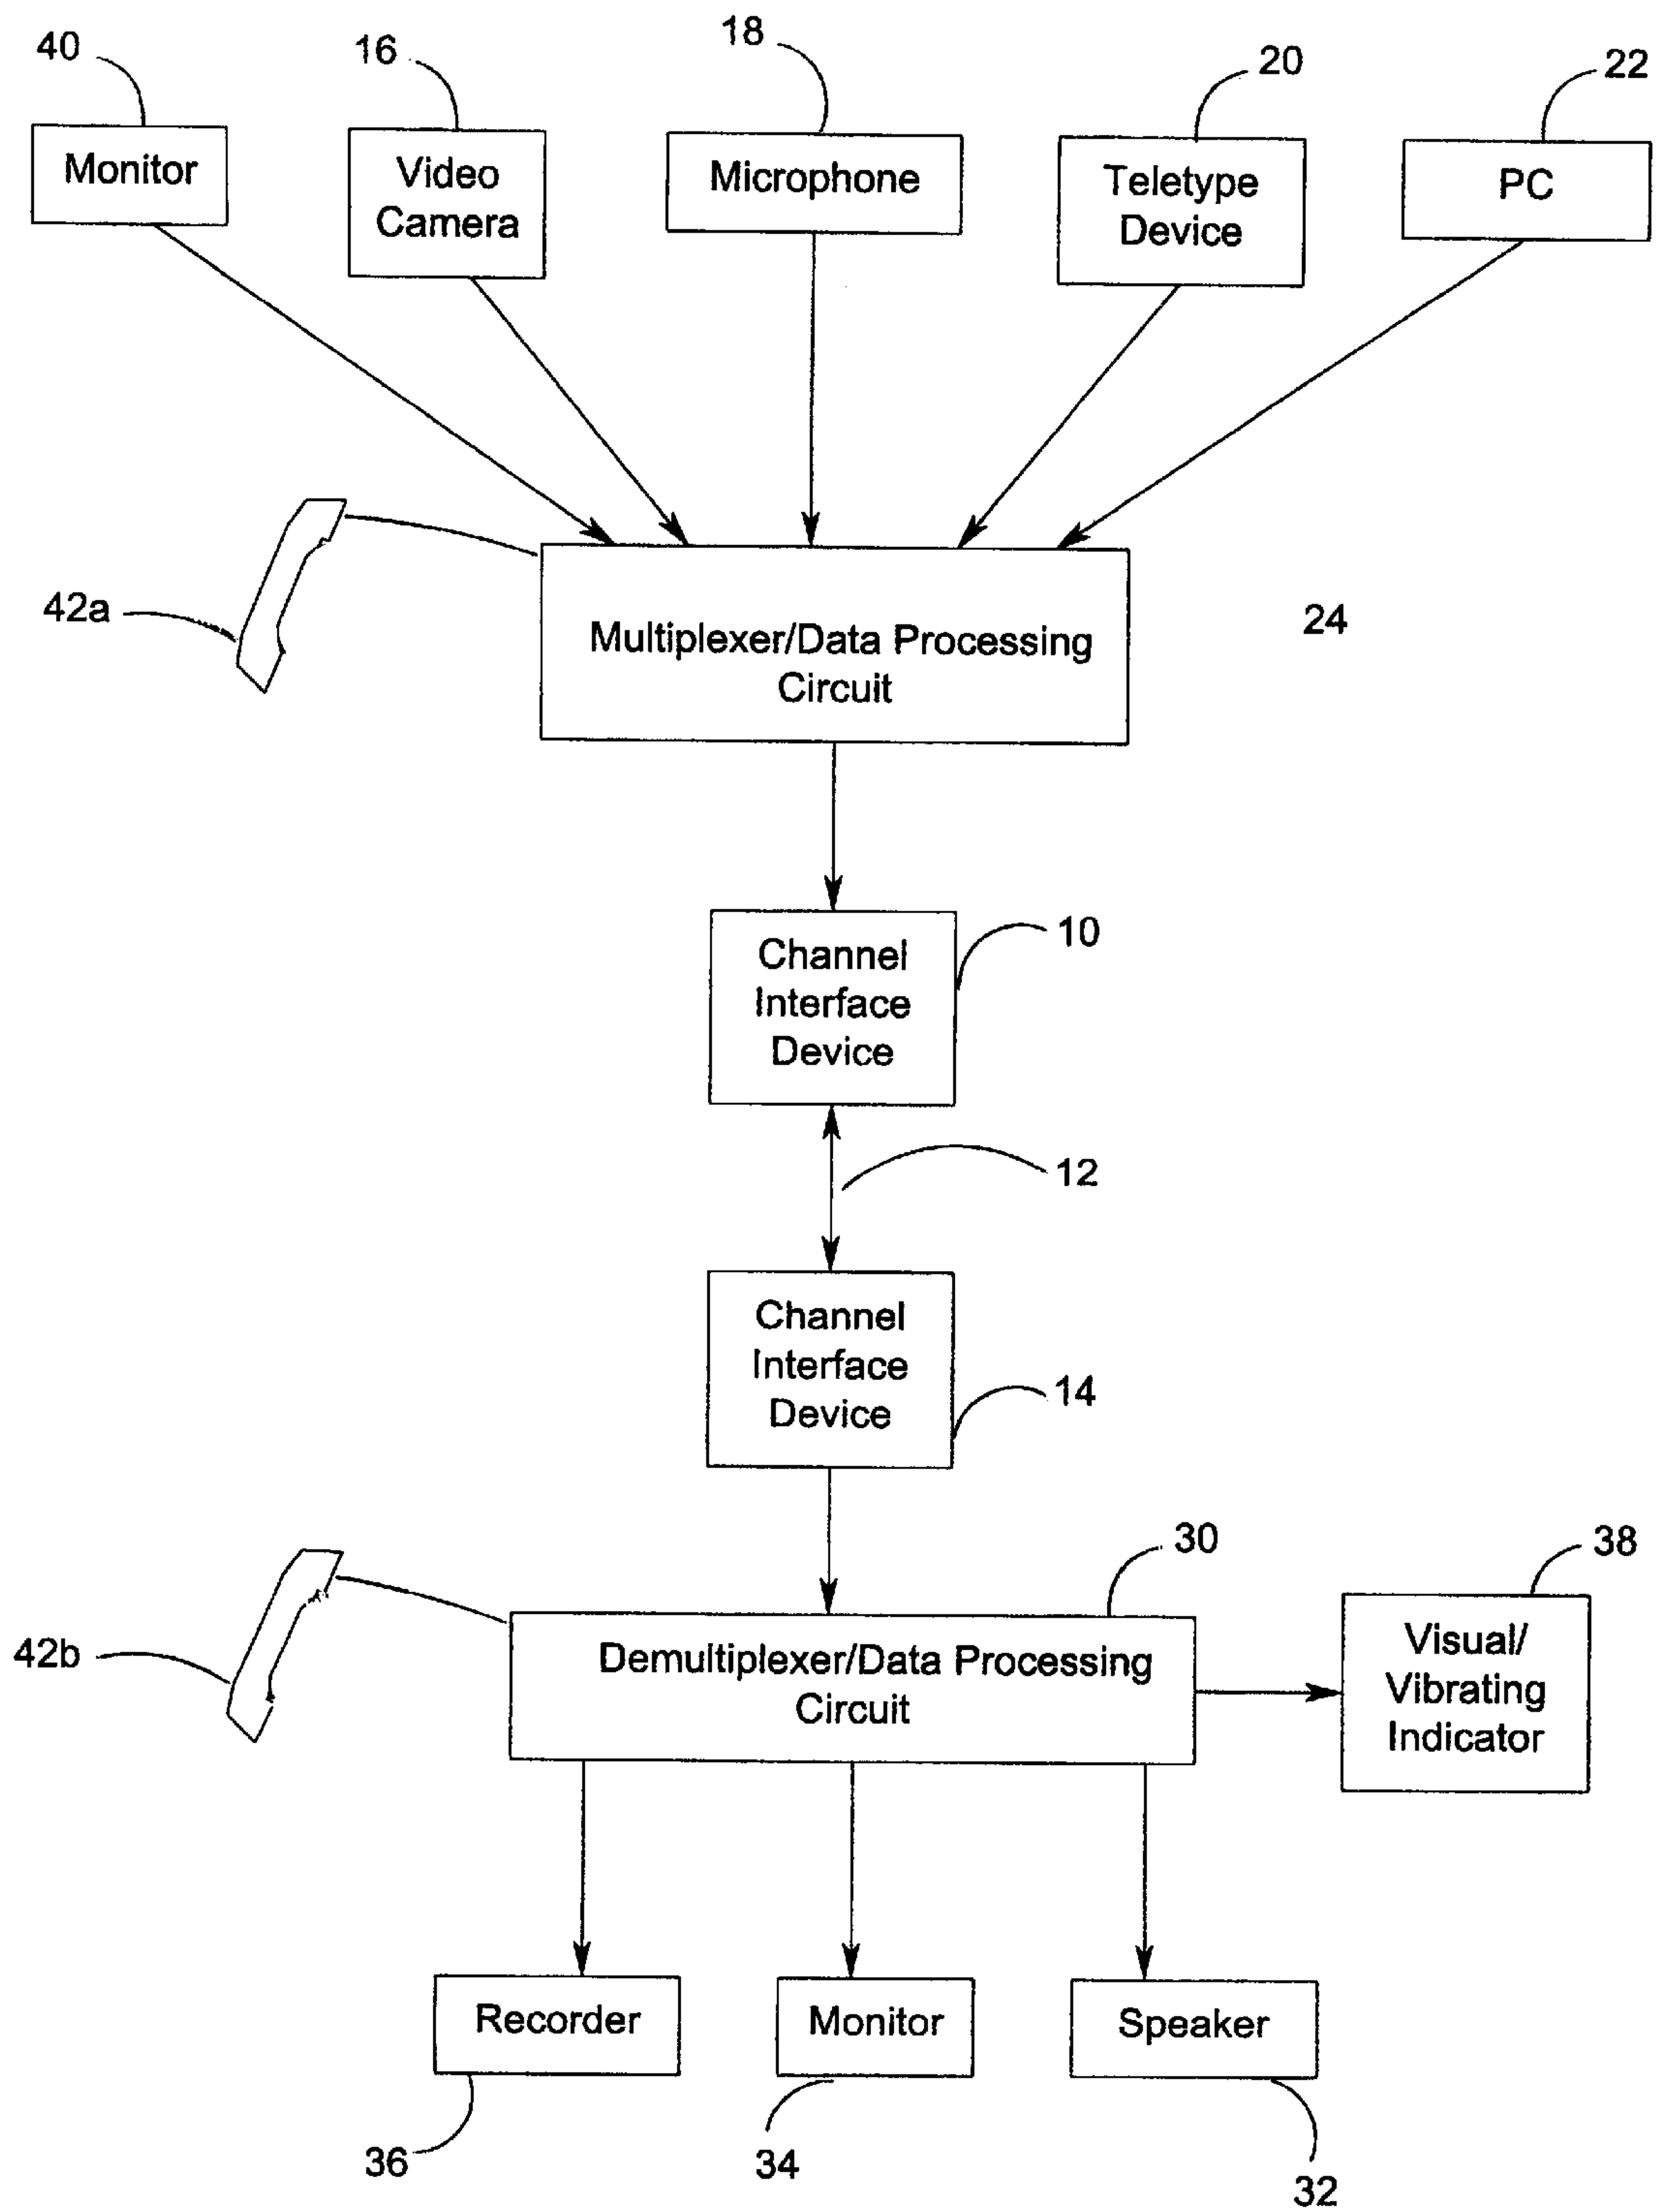 40
16
18
20
22
Monitor
Video
Camera
Microphone
Teletype
Device
PC
42a
24
Multiplexer/Data Processing
Circuit
Channel
Interface
Device
10
12
Channel
Interface
Device
14
30
38
42b
Demultiplexer/Data Processing
Circuit
Visual/
Vibrating
Indicator
Recorder
Monitor
Speaker
36
34
32